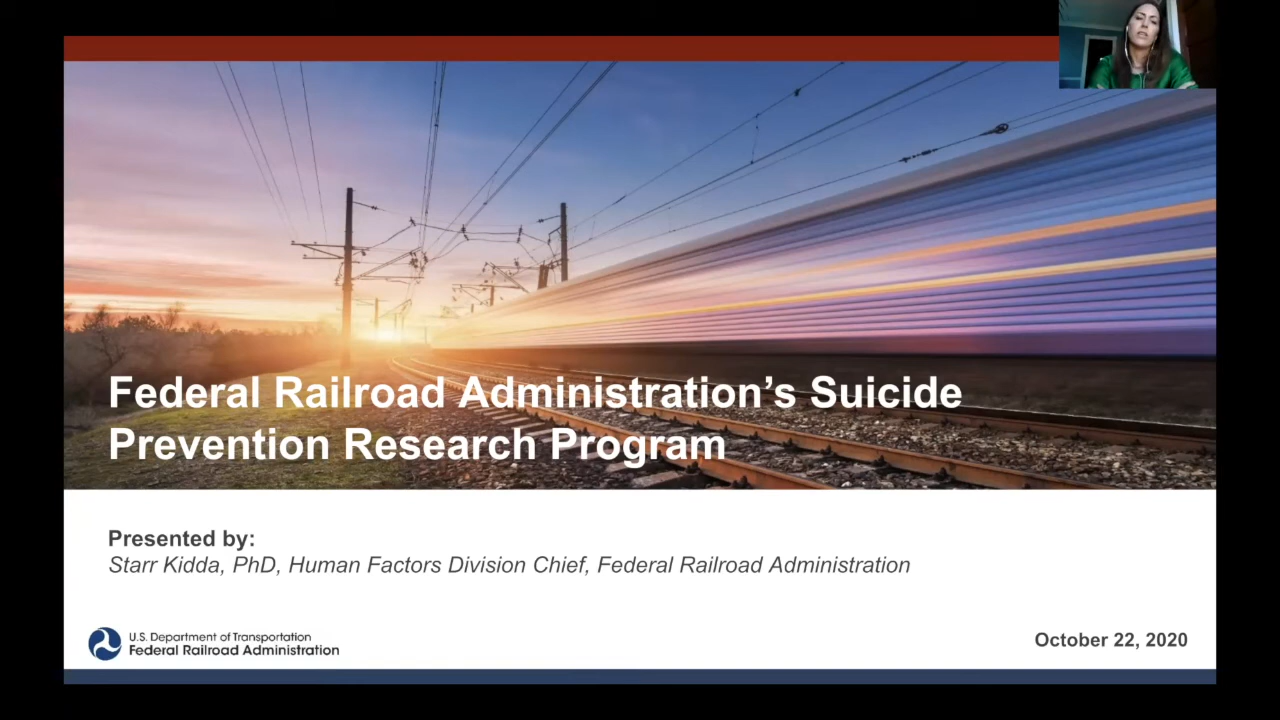 Federal Railroad Administration’s Suicide
Prevention Research Program
Presented by:
Starr Kidda, PhD, Human Factors Division Chief, Federal Railroad Administration
U.S. Department of Transportation
Federal Railroad Administration
October 22, 2020